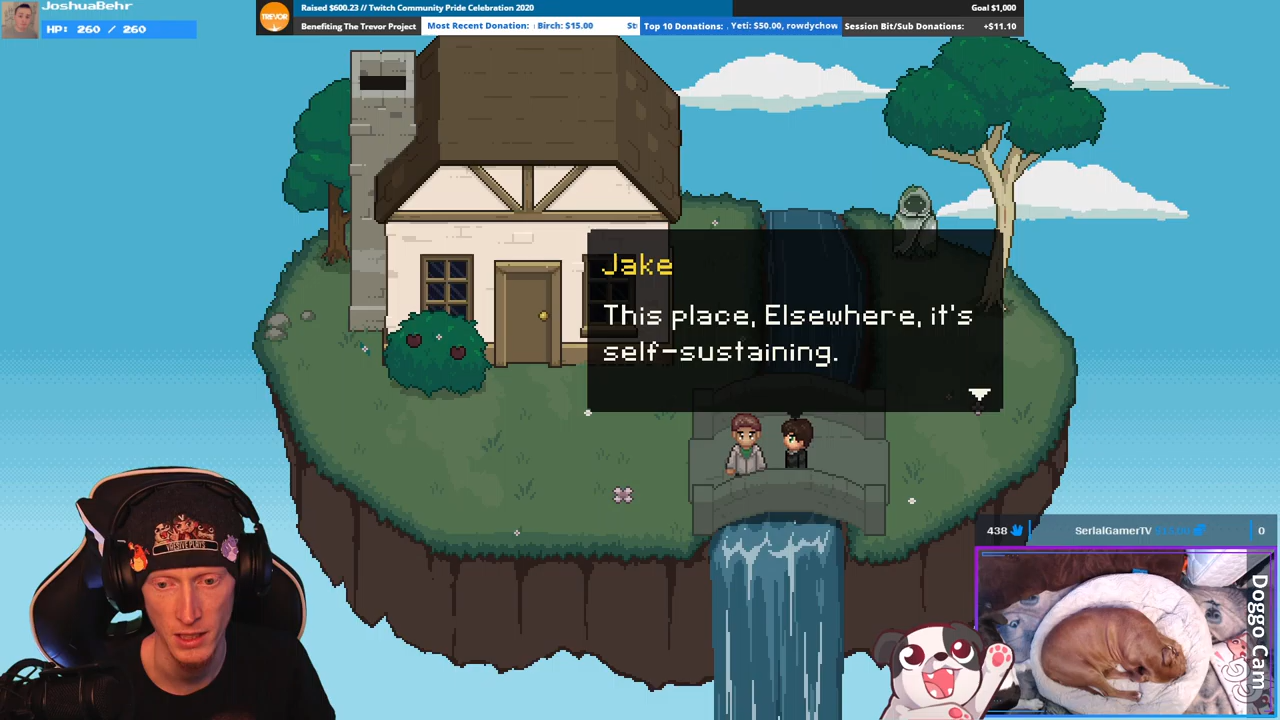 JoshuaBehr
HP: 260 / 260
TREVOR
Raised $600.23 // Twitch Community Pride Celebration 2020
Goal $1,000
Benefiting The Trevor Project
Most Recent Donation:
Birch: $15.00
St
Top 10 Donations:
Yeti: $50.00, rowdychow
Session Bit/Sub Donations:
+$11.10
Jake
This place, Elsewhere, it's
self-sustaining.
438
SerIalGamerTV
0
Doggo Cam